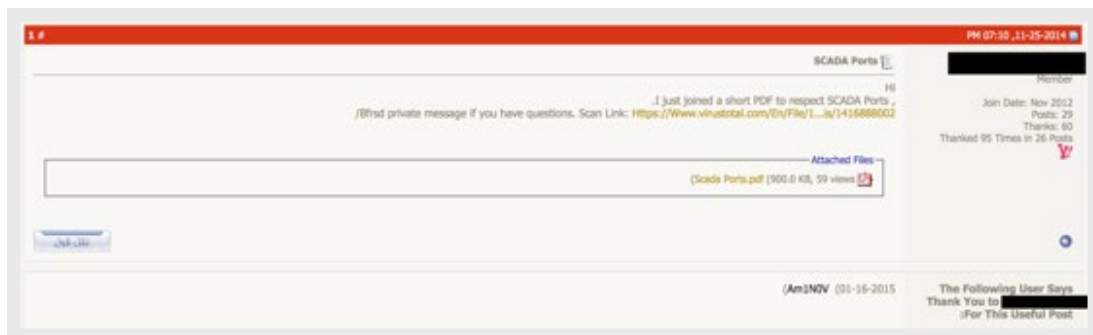 1 #
PM 07:10 ,11-25-2014
SCADA Ports
Hi
.I just joined a short PDF to respect SCADA Ports ,
/Bfrsd private message if you have questions. Scan Link: Https://Www.virustotal.com/En/File/1...is/1416888002
Attached Files
(Scada Ports.pdf (900.0 KB, 59 views
Member
Join Date: Nov 2012
Posts: 29
Thanks: 60
Thanked 95 Times in 26 Posts
(Am1N0V (01-16-2015
The Following User Says
Thank You to
:For This Useful Post